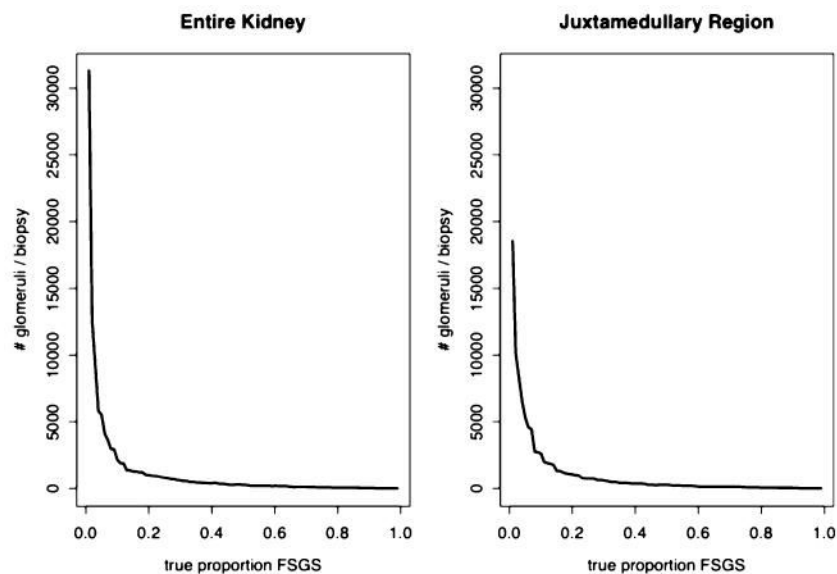 Entire Kidney
# glomeruli / biopsy
30000
25000
20000
15000
10000
5000
0
0.0 0.2 0.4 0.6 0.8 1.0
true proportion FSGS
Juxtamedullary Region
# glomeruli / biopsy
30000
25000
20000
15000
10000
5000
0
0.0 0.2 0.4 0.6 0.8 1.0
true proportion FSGS